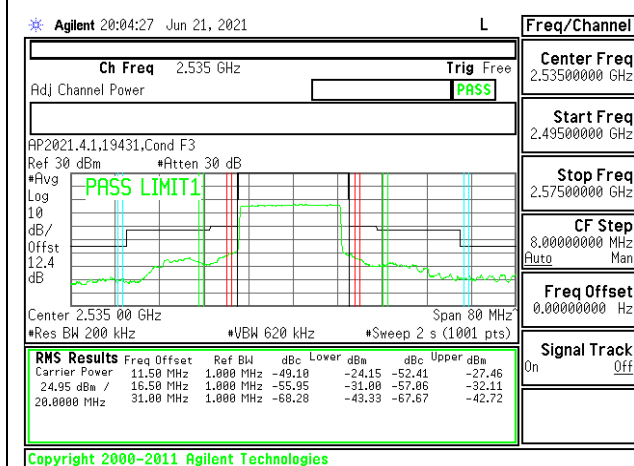 Agilent 20:04:27 Jun 21, 2021 L
Freq/Channel
Ch Freq 2.535 GHz Trig Free
Adj Channel Power PASS
AP2021.4.1,19431,Cond F3
Ref 30 dBm #Atten 30 dB
#Avg
Log
10
dB/
Offst
12.4
dB
PASS LIMIT1
Center 2.535 00 GHz Span 80 MHz^
#Res BW 200 kHz #VBW 620 kHz #Sweep 2 s (1001 pts)
RMS Results Freq Offset Ref BW dBc Lower dBm dBc Upper dBm
Carrier Power 11.50 MHz 1.000 MHz -49.10 -24.15 -52.41 -27.46
24.95 dBm / 16.50 MHz 1.000 MHz -55.95 -31.00 -57.06 -32.11
20.0000 MHz 31.00 MHz 1.000 MHz -68.28 -43.33 -67.67 -42.72
Center Freq
2.53500000 GHz
Start Freq
2.49500000 GHz
Stop Freq
2.57500000 GHz
CF Step
8.00000000 MHz
Auto Man
Freq Offset
0.00000000 Hz
Signal Track
On Off
Copyright 2000-2011 Agilent Technologies